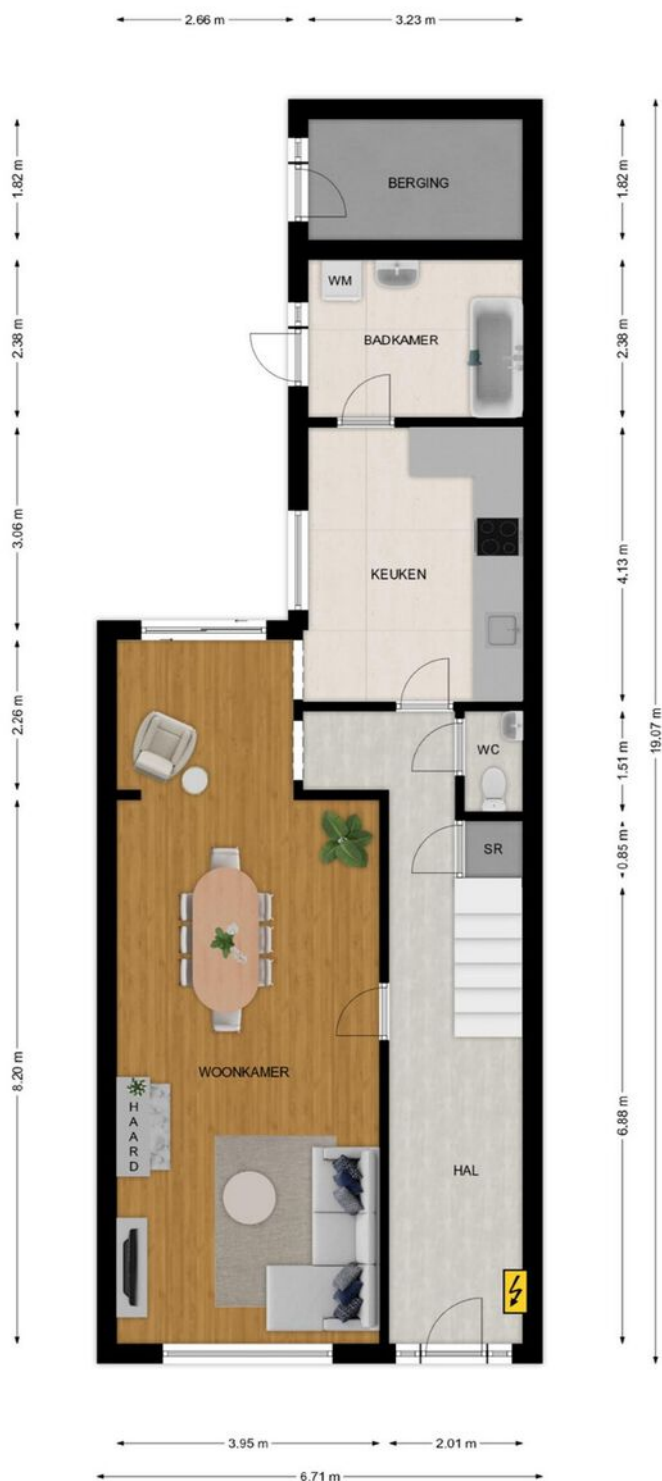 2.66 m
3.23 m
1.82 m
BERGING
1.82 m
WM
2.38 m
BADKAMER
2.38 m
3.06 m
KEUKEN
4.13 m
19.07 m
2.26 m
WC
1.51 m
SR
0.85 m
8.20 m
WOONKAMER
HAARD
6.88 m
HAL
3.95 m
2.01 m
6.71 m